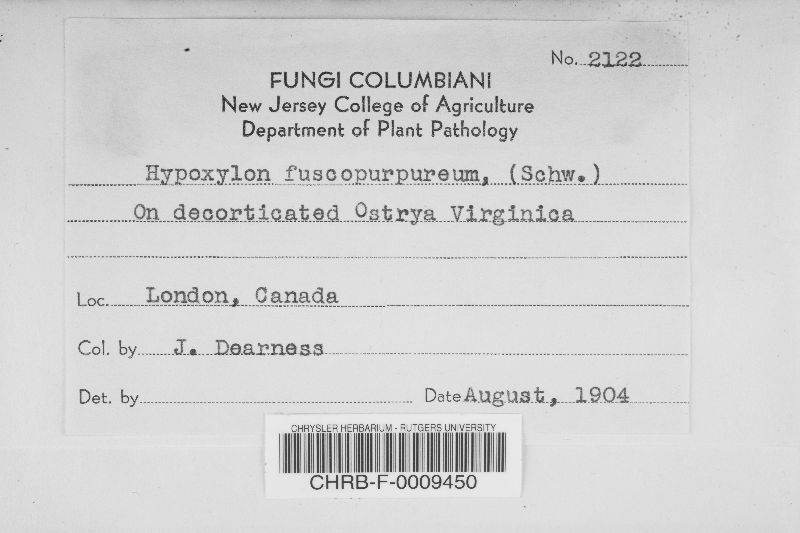 No. 2122
FUNGI COLUMBIANI
New Jersey College of Agriculture
Department of Plant Pathology
Hypoxylon fuscopurpureum, (Schw.)
On decorticated Ostrya Virginica
Loc. London, Canada
Col. by J. Dearness
Det. by Date August, 1904
CHRYSLER HERBARIUM - RUTGERS UNIVERSITY
CHRB-F-0009450